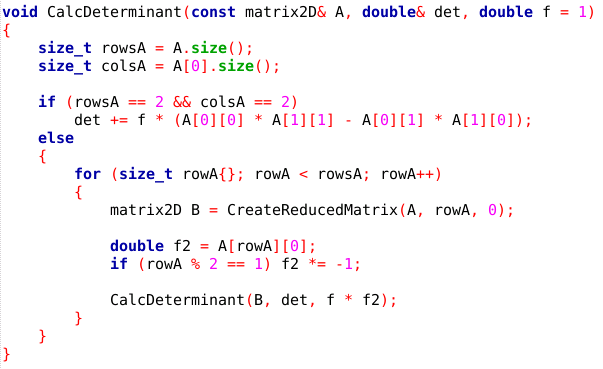 void CalcDeterminant(const matrix2D& A, double& det, double f = 1)
{
    size_t rowsA = A.size();
    size_t colsA = A[0].size();

    if (rowsA == 2 && colsA == 2)
        det += f * (A[0][0] * A[1][1] - A[0][1] * A[1][0]);
    else
    {
        for (size_t rowA{}; rowA < rowsA; rowA++)
        {
            matrix2D B = CreateReducedMatrix(A, rowA, 0);

            double f2 = A[rowA][0];
            if (rowA % 2 == 1) f2 *= -1;

            CalcDeterminant(B, det, f * f2);
        }
    }
}